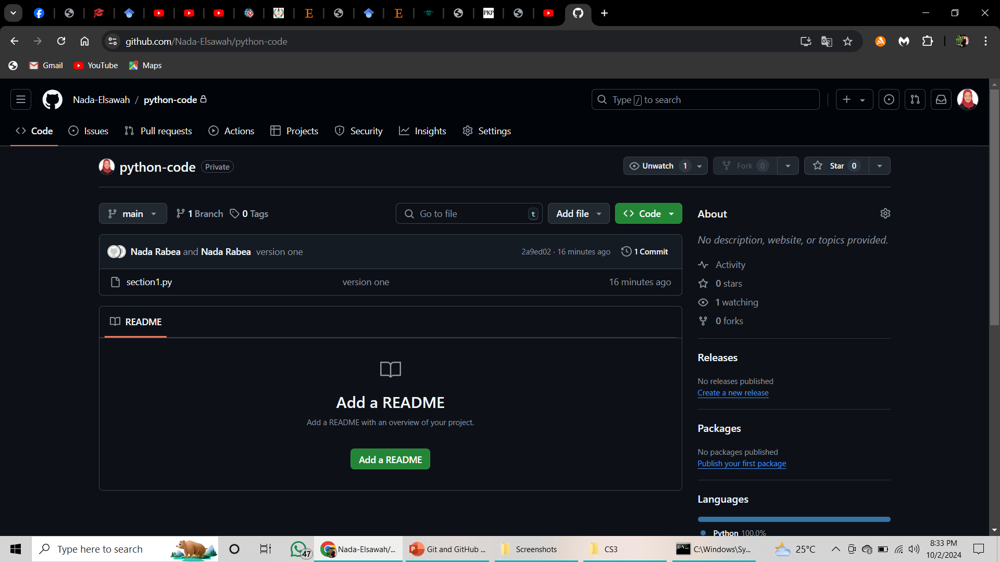 github.com/Nada-Elsawah/python-code
Gmail YouTube Maps
Nada-Elsawah / python-code
Type / to search
Code Issues Pull requests Actions Projects Security Insights Settings
python-code Private
Unwatch 1 Fork 0 Star 0
main 1 Branch 0 Tags
Go to file t Add file Code
Nada Rabea and Nada Rabea version one 2a9ed02 · 16 minutes ago 1 Commit
section1.py version one 16 minutes ago
README
Add a README
Add a README with an overview of your project.
Add a README
About
No description, website, or topics provided.
Activity
0 stars
1 watching
0 forks
Releases
No releases published
Create a new release
Packages
No packages published
Publish your first package
Languages
Python 100.0%
Type here to search
47
Nada-Elsawah/...
Git and GitHub ...
Screenshots
CS3
C:\Windows\Sy...
25°C
8:33 PM
10/2/2024
PKP
E
E
P